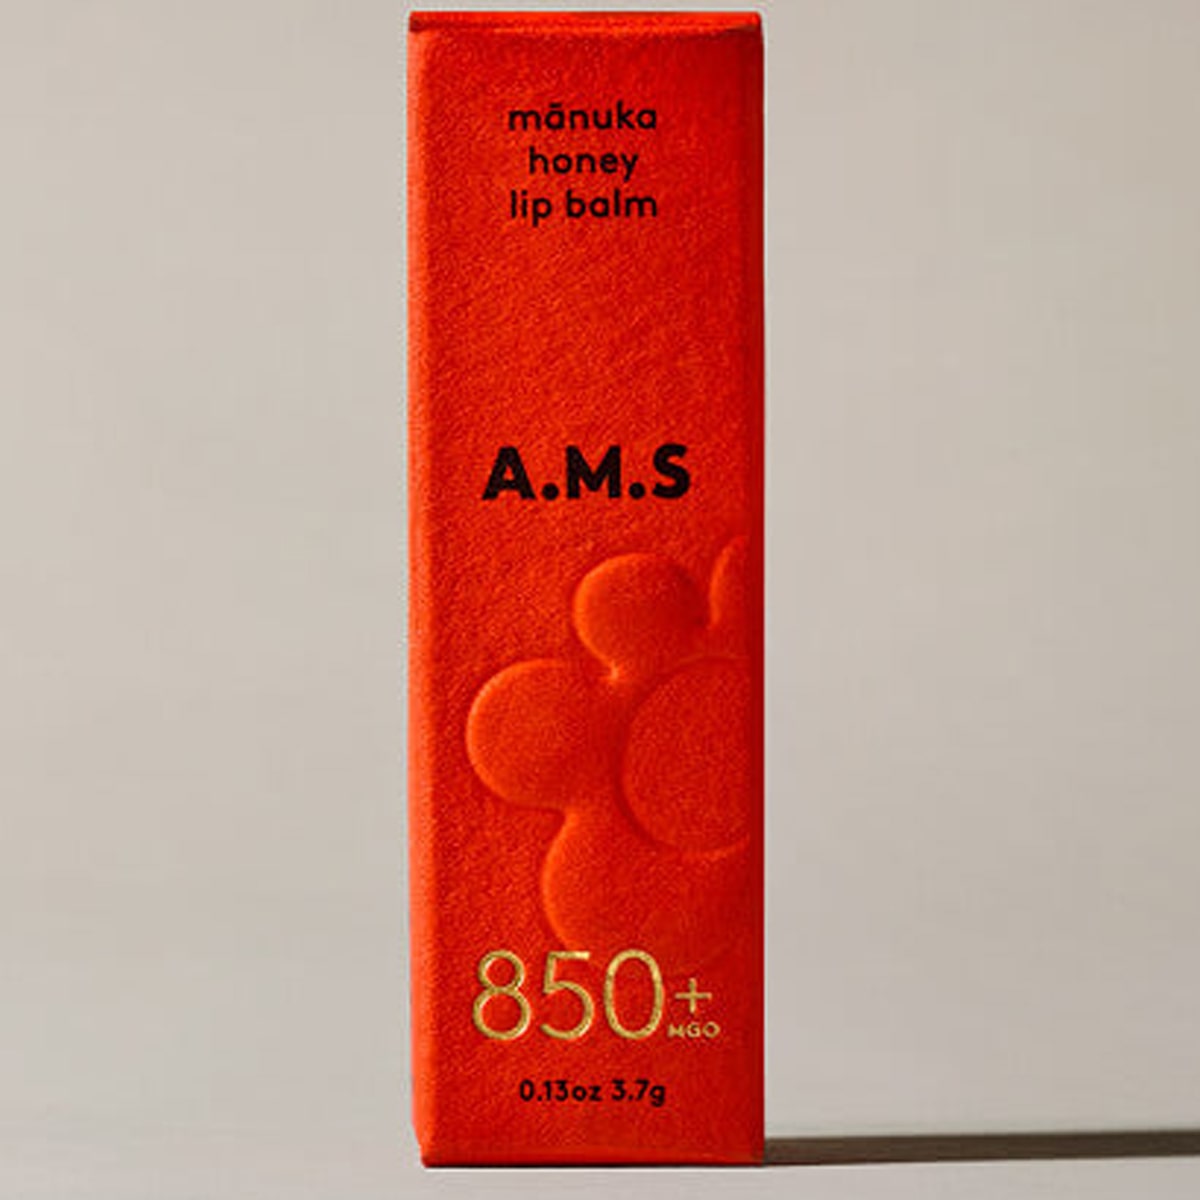 mānuka
honey
lip balm
A.M.S
850+
MGO
0.13oz 3.7g